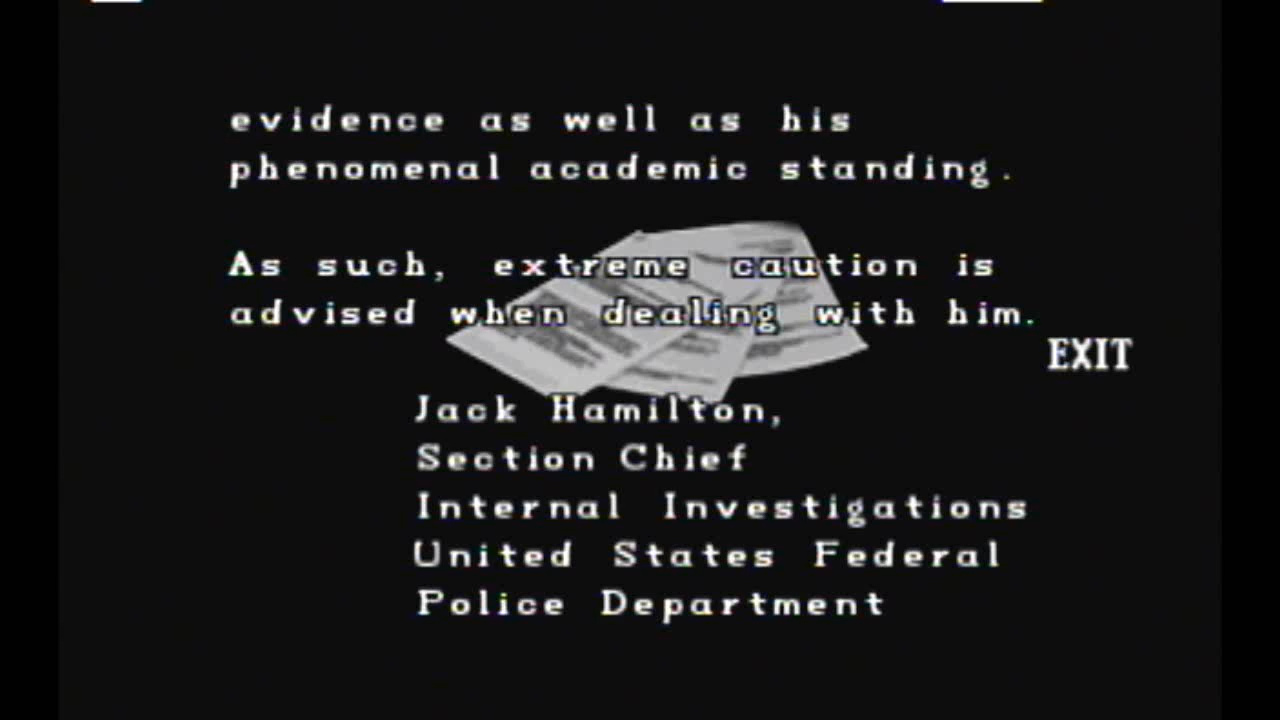 evidence as well as his
phenomenal academic standing.
As such, extreme caution is
advised when dealing with him.
EXIT
Jack Hamilton,
Section Chief
Internal Investigations
United States Federal
Police Department